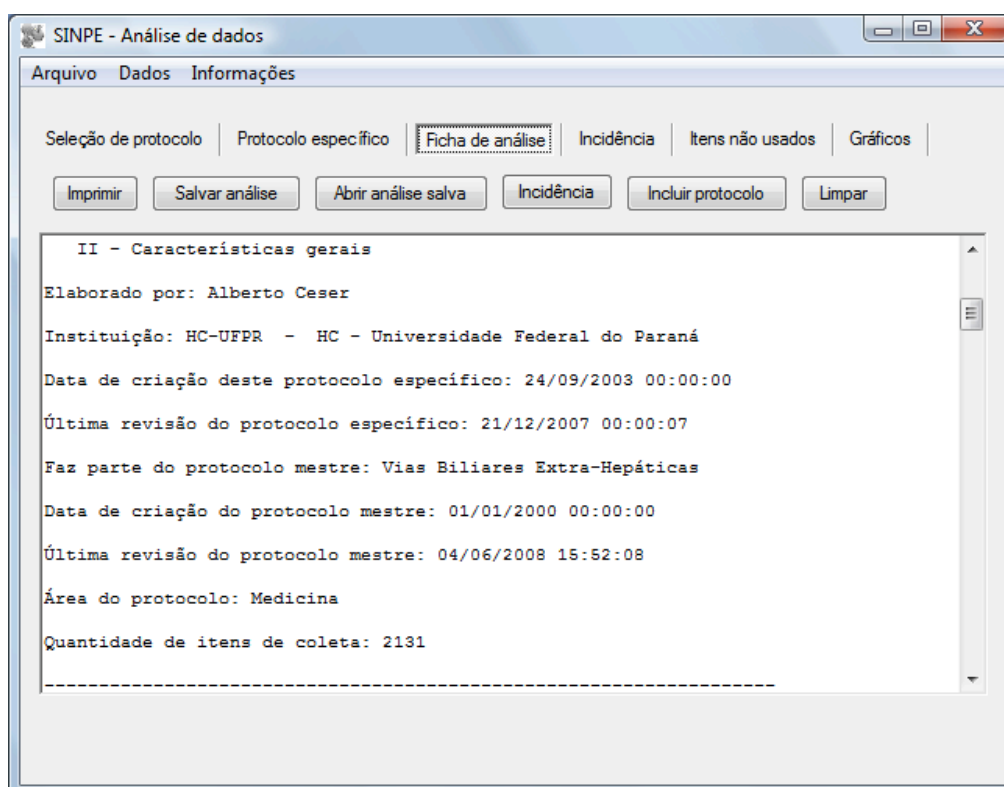 SINPE - Análise de dados
Arquivo Dados Informações
Seleção de protocolo Protocolo específico Ficha de análise Incidência Itens não usados Gráficos
Imprimir Salvar análise Abrir análise salva Incidência Incluir protocolo Limpar
II - Características gerais
Elaborado por: Alberto Ceser
Instituição: HC-UFPR - HC - Universidade Federal do Paraná
Data de criação deste protocolo específico: 24/09/2003 00:00:00
Última revisão do protocolo específico: 21/12/2007 00:00:07
Faz parte do protocolo mestre: Vias Biliares Extra-Hepáticas
Data de criação do protocolo mestre: 01/01/2000 00:00:00
Última revisão do protocolo mestre: 04/06/2008 15:52:08
Área do protocolo: Medicina
Quantidade de itens de coleta: 2131
-------------------------------------------------------------------